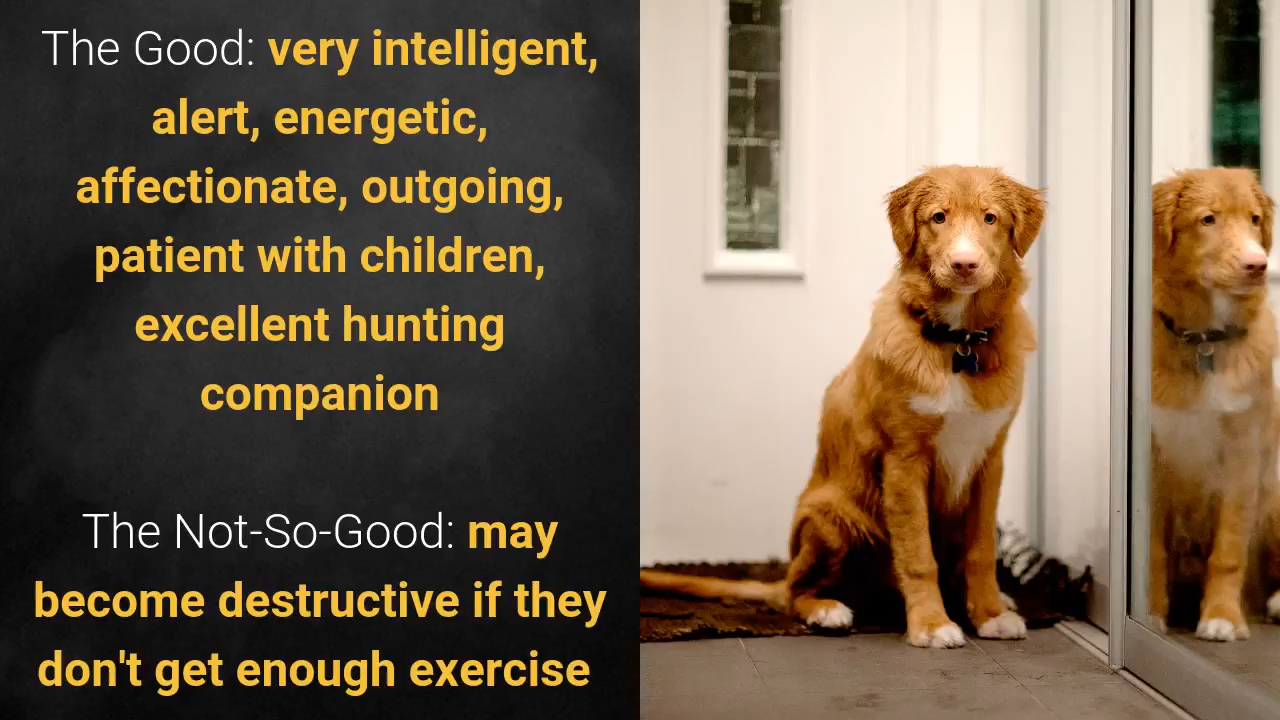 The Good: very intelligent,
alert, energetic,
affectionate, outgoing,
patient with children,
excellent hunting
companion
The Not-So-Good: may
become destructive if they
don't get enough exercise